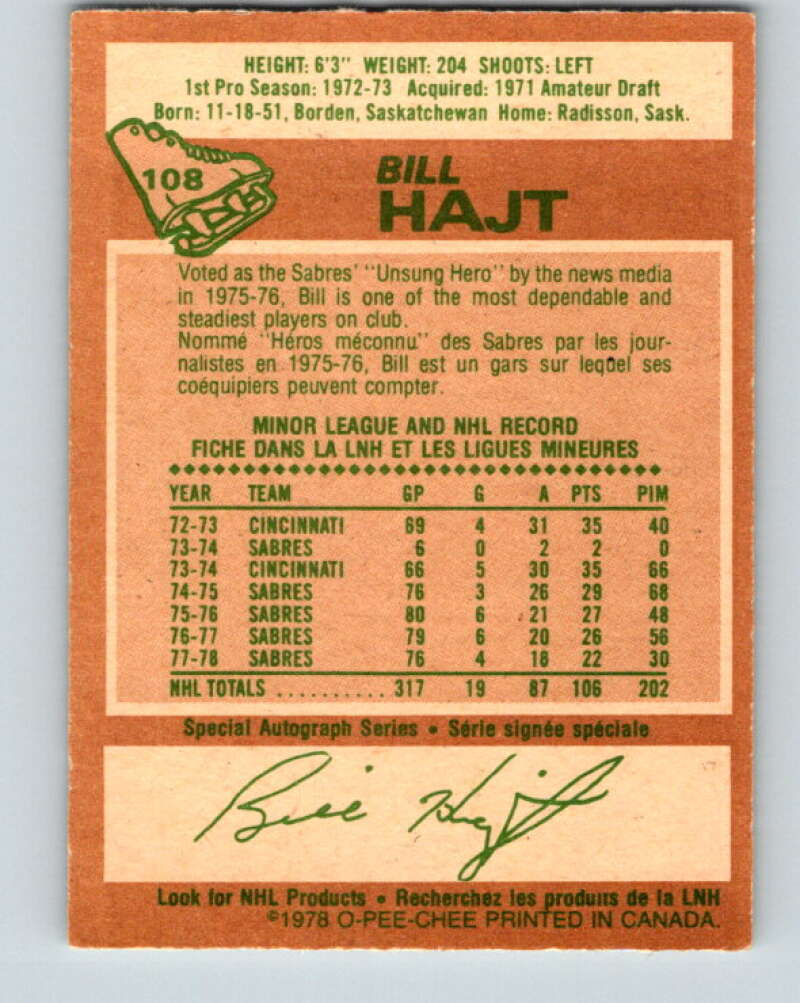 HEIGHT: 6'3" WEIGHT: 204 SHOOTS: LEFT
1st Pro Season: 1972-73 Acquired: 1971 Amateur Draft
Born: 11-18-51, Borden, Saskatchewan Home: Radisson, Sask.
108
BILL
HAJT
Voted as the Sabres' "Unsung Hero" by the news media
in 1975-76, Bill is one of the most dependable and
steadiest players on club.
Nommé "Héros méconnu" des Sabres par les jour-
nalistes en 1975-76, Bill est un gars sur lequel ses
coéquipiers peuvent compter.
MINOR LEAGUE AND NHL RECORD
FICHE DANS LA LNH ET LES LIGUES MINEURES
YEAR TEAM GP G A PTS PIM
72-73 CINCINNATI 69 4 31 35 40
73-74 SABRES 6 0 2 2 0
73-74 CINCINNATI 66 5 30 35 66
74-75 SABRES 76 3 26 29 68
75-76 SABRES 80 6 21 27 48
76-77 SABRES 79 6 20 26 56
77-78 SABRES 76 4 18 22 30
NHL TOTALS .......... 317 19 87 106 202
Special Autograph Series • Série signée spéciale
Bill Hajt
Look for NHL Products • Recherchez les produits de la LNH
©1978 O-PEE-CHEE PRINTED IN CANADA.